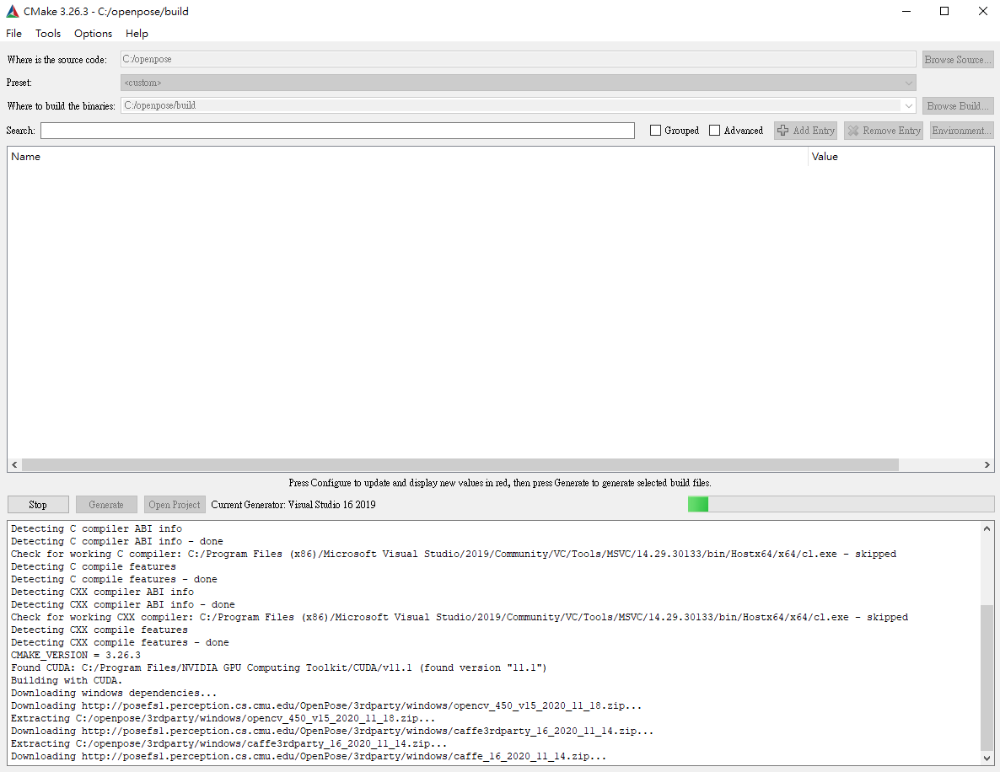 CMake 3.26.3 - C:/openpose/build
File Tools Options Help
Where is the source code: C:/openpose Browse Source...
Preset: <custom>
Where to build the binaries: C:/openpose/build Browse Build...
Search: Grouped Advanced Add Entry Remove Entry Environment...
Name Value
Press Configure to update and display new values in red, then press Generate to generate selected build files.
Stop Generate Open Project Current Generator: Visual Studio 16 2019
Detecting C compiler ABI info
Detecting C compiler ABI info - done
Check for working C compiler: C:/Program Files (x86)/Microsoft Visual Studio/2019/Community/VC/Tools/MSVC/14.29.30133/bin/Hostx64/x64/cl.exe - skipped
Detecting C compile features
Detecting C compile features - done
Detecting CXX compiler ABI info
Detecting CXX compiler ABI info - done
Check for working CXX compiler: C:/Program Files (x86)/Microsoft Visual Studio/2019/Community/VC/Tools/MSVC/14.29.30133/bin/Hostx64/x64/cl.exe - skipped
Detecting CXX compile features
Detecting CXX compile features - done
CMAKE_VERSION = 3.26.3
Found CUDA: C:/Program Files/NVIDIA GPU Computing Toolkit/CUDA/v11.1 (found version "11.1")
Building with CUDA.
Downloading windows dependencies...
Downloading http://posefs1.perception.cs.cmu.edu/OpenPose/3rdparty/windows/opencv_450_v15_2020_11_18.zip...
Extracting C:/openpose/3rdparty/windows/opencv_450_v15_2020_11_18.zip...
Downloading http://posefs1.perception.cs.cmu.edu/OpenPose/3rdparty/windows/caffe3rdparty_16_2020_11_14.zip...
Extracting C:/openpose/3rdparty/windows/caffe3rdparty_16_2020_11_14.zip...
Downloading http://posefs1.perception.cs.cmu.edu/OpenPose/3rdparty/windows/caffe_16_2020_11_14.zip...